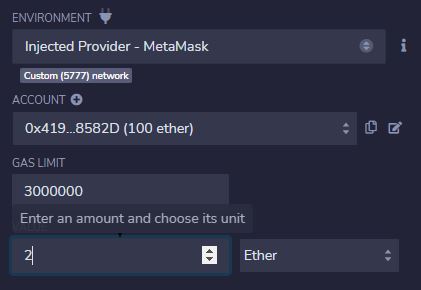 ENVIRONMENT
Injected Provider - MetaMask
Custom (5777) network
ACCOUNT
0x419...8582D (100 ether)
GAS LIMIT
3000000
Enter an amount and choose its unit
VALUE
2
Ether